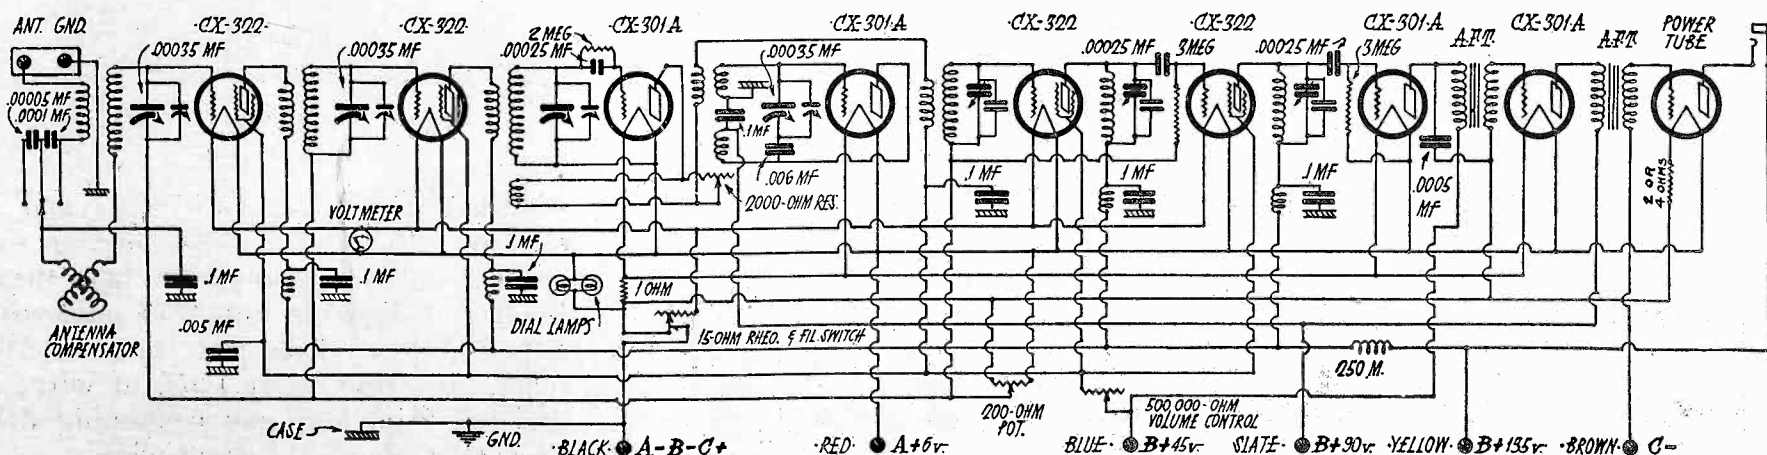 ANT. GND.
·CX-322
·CX-322·
·CX-301A
·CX-301·A·
·CX-322
·CX-322
·CX-301·A
A.F.T.
CX-301A
A.F.T.
POWER
TUBE
.00035 MF
.00035 MF
2 MEG
.00025 MF
.00035 MF
.00025 MF
3 MEG
.00025 MF
3 MEG
.00005 MF
.0001 MF
.1 MF
.006 MF
2000-OHM RES.
.1 MF
.1 MF
.1 MF
.0005
MF
2 OR
4 OHMS
VOLTMETER
.1 MF
.1 MF
.1 MF
1 OHM
DIAL LAMPS
ANTENNA
COMPENSATOR
.005 MF
15-OHM RHEO. & FIL. SWITCH
250 M.
200-OHM
POT.
500,000-OHM
VOLUME CONTROL
CASE
GND.
·BLACK· A-B-C+
·RED· A+6v.
BLUE· B+45v.
SLATE· B+90v.
·YELLOW· B+135v.
·BROWN· C-